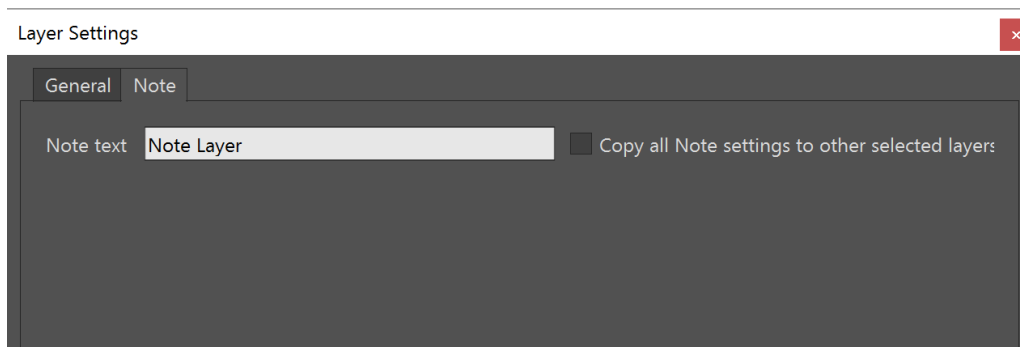 Layer Settings
General Note
Note text Note Layer Copy all Note settings to other selected layers